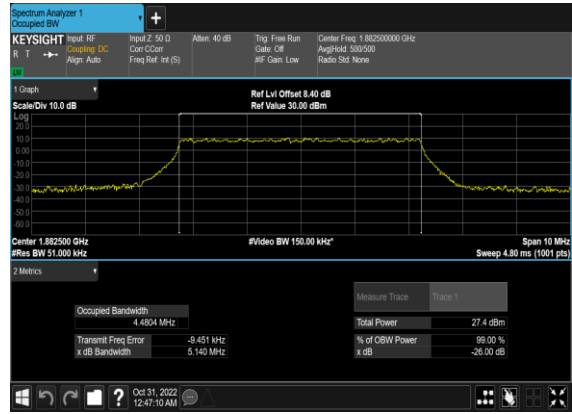 Spectrum Analyzer 1
Occupied BW
+
KEYSIGHT Input: RF Input Z: 50 Ω Atten: 40 dB Trig: Free Run Center Freq: 1.882500000 GHz
R T Coupling: DC Corr CCorr Gate: Off Avg|Hold: 500/500
Align: Auto Freq Ref: Int (S) #IF Gain: Low Radio Std: None
LW
1 Graph
Ref Lvl Offset 8.40 dB
Scale/Div 10.0 dB Ref Value 30.00 dBm
Log
20.0
10.0
0.00
-10.0
-20.0
-30.0
-40.0
-50.0
-60.0
Center 1.882500 GHz #Video BW 150.00 kHz* Span 10 MHz
#Res BW 51.000 kHz Sweep 4.80 ms (1001 pts)
2 Metrics
Measure Trace Trace 1
Occupied Bandwidth
4.4804 MHz Total Power 27.4 dBm
Transmit Freq Error -9.451 kHz % of OBW Power 99.00 %
x dB Bandwidth 5.140 MHz x dB -26.00 dB
? Oct 31, 2022
12:47:10 AM